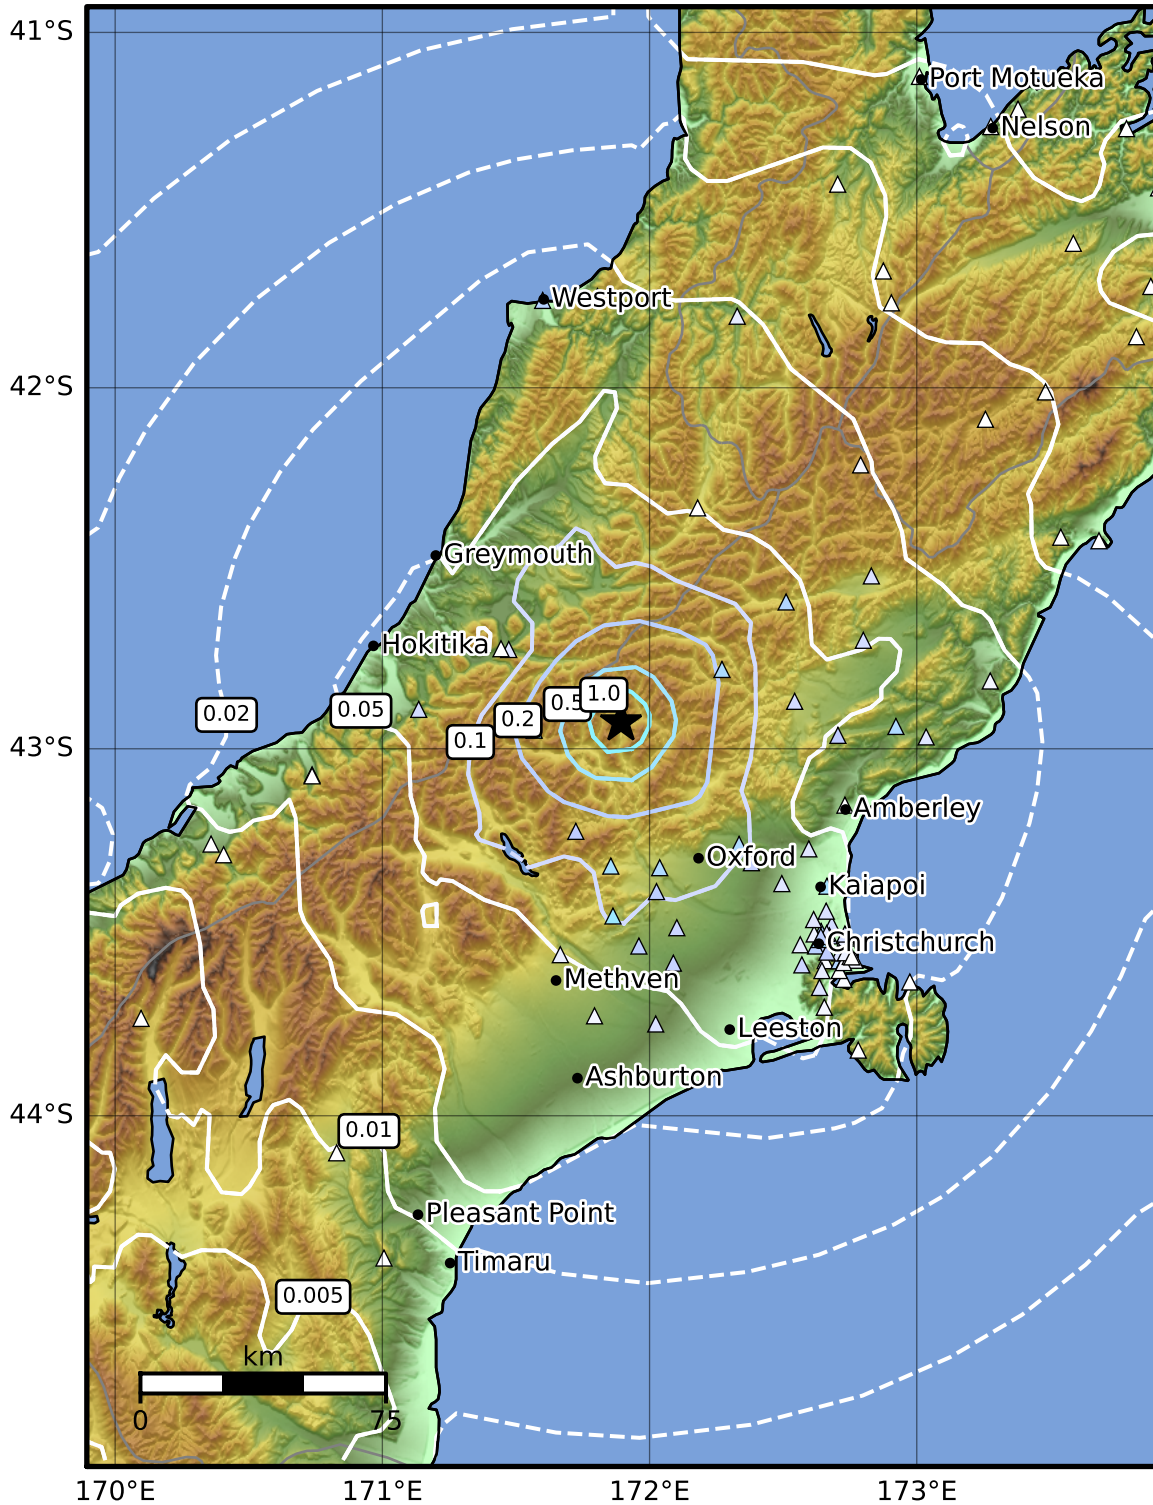 41°S
Port Motueka
Nelson
Westport
42°S
Greymouth
Hokitika
1.0
0.5
0.2
0.02
0.05
0.1
43°S
Amberley
Oxford
Kaiapoi
Christchurch
Methven
Leeston
Ashburton
44°S
0.01
Pleasant Point
Timaru
0.005
km
0
75
170°E
171°E
172°E
173°E